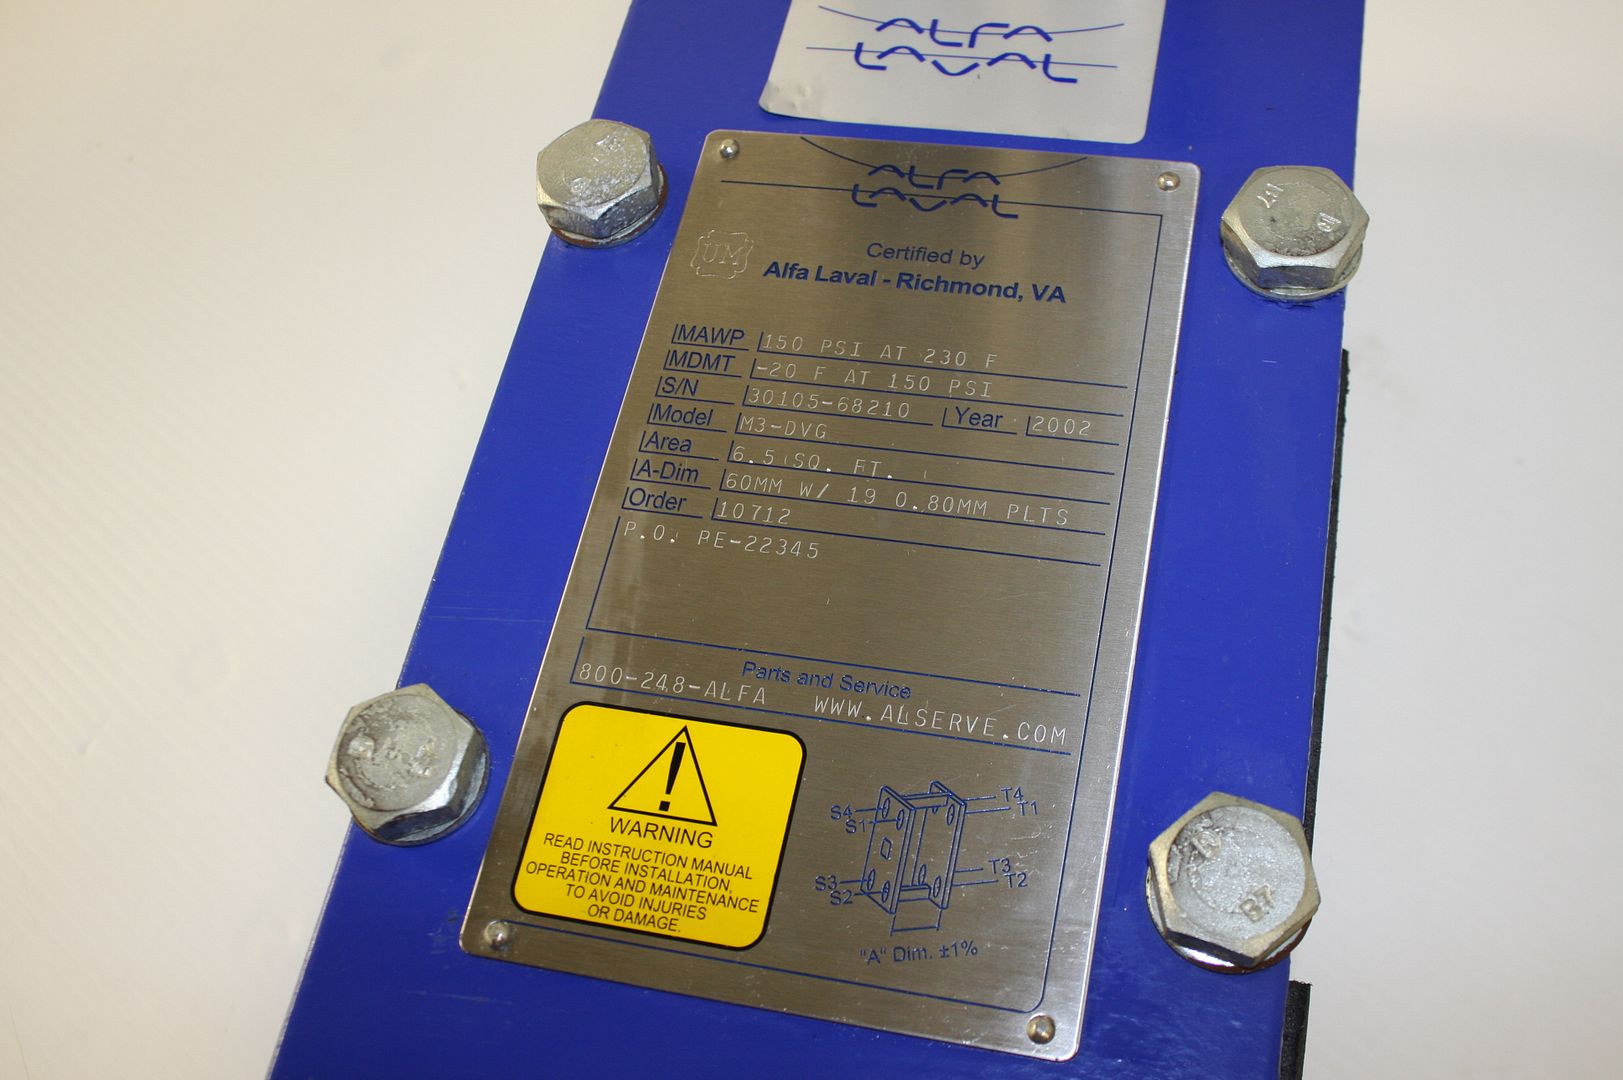 ALFA
LAVAL
ALFA
LAVAL
UM
Certified by
Alfa Laval - Richmond, VA
MAWP 150 PSI AT 230 F
MDMT -20 F AT 150 PSI
S/N 30105-68210 Year 2002
Model M3-DVG
Area 6.5 SQ. FT.
A-Dim 60MM W/ 19 0.80MM PLTS
Order 10712
P.O. PE-22345
Parts and Service
800-248-ALFA WWW.ALSERVE.COM
WARNING
READ INSTRUCTION MANUAL
BEFORE INSTALLATION,
OPERATION AND MAINTENANCE
TO AVOID INJURIES
OR DAMAGE.
S4 T4
S1 T1
S3 T3
S2 T2
"A" Dim. ±1%
B7